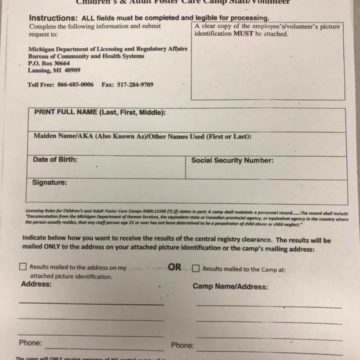 Children's & Adult Foster Care Camp Staff/Volunteer
Instructions: ALL fields must be completed and legible for processing.
Complete the following information and submit
request to:
Michigan Department of Licensing and Regulatory Affairs
Bureau of Community and Health Systems
P.O. Box 30664
Lansing, MI 48909
Toll Free: 866-685-0006 Fax: 517-284-9709
A clear copy of the employee's/volunteer's picture
identification MUST be attached.
PRINT FULL NAME (Last, First, Middle):
Maiden Name/AKA (Also Known As)/Other Names Used (First or Last):
Date of Birth:
Social Security Number:
Signature:
Licensing Rules for Children's and Adult Foster Care Camps states in part: A camp shall maintain a personnel record.....The record shall include
"Documentation from the Michigan Department of Human Services, the equivalent state or Canadian provincial agency, or equivalent agency in the country where
the person usually resides, that any staff person age 21 or over has not been determined to be a perpetrator of child abuse or child neglect."
Indicate below how you want to receive the results of the central registry clearance. The results will be
mailed ONLY to the address on your attached picture identification or the camp's mailing address:
Results mailed to the address on my
attached picture identification.
Address:
OR
Results mailed to the Camp at:
Camp Name/Address:
Phone:
Phone: